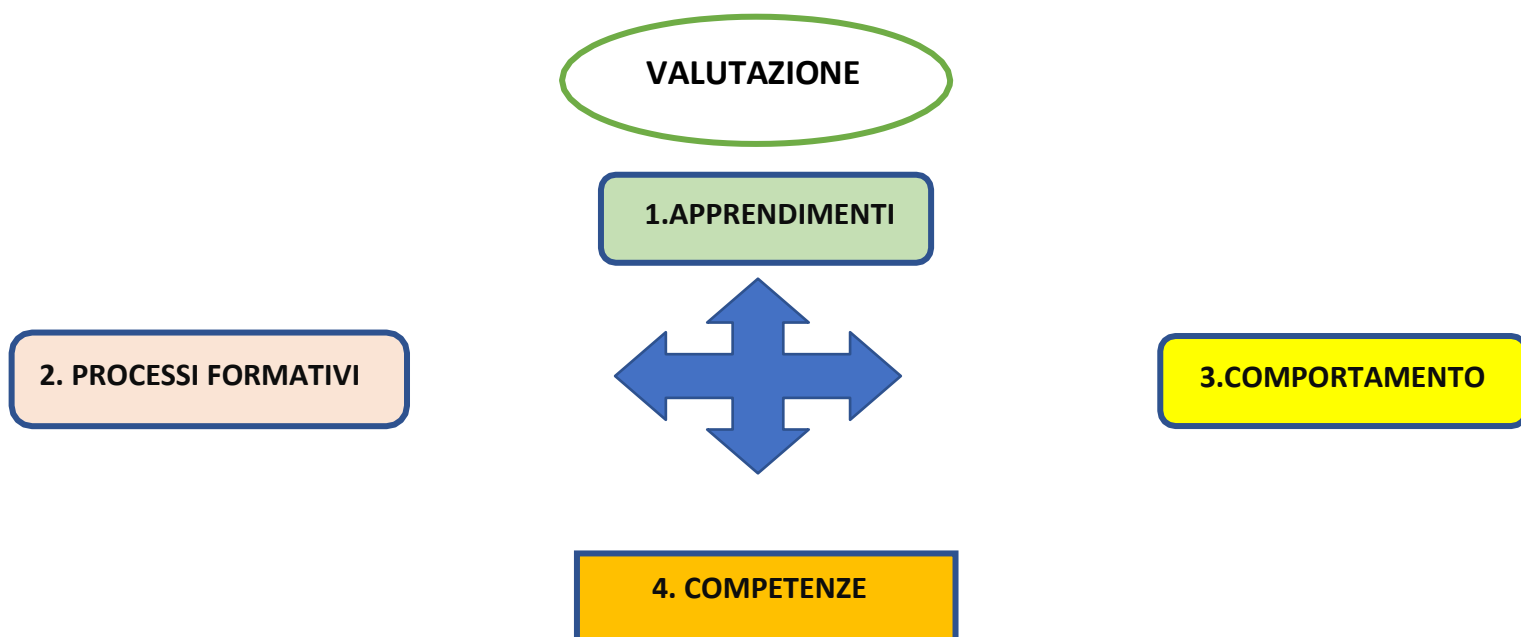 VALUTAZIONE
1.APPRENDIMENTI
2. PROCESSI FORMATIVI
3.COMPORTAMENTO
4. COMPETENZE